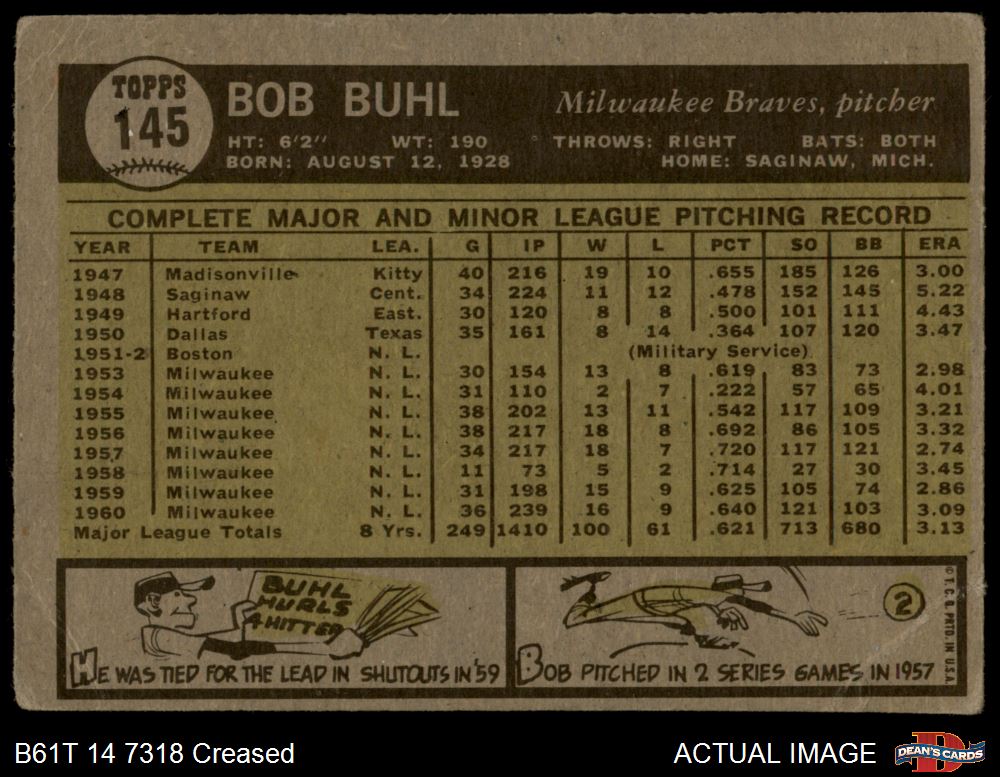 TOPPS
145
BOB BUHL
Milwaukee Braves, pitcher
HT: 6'2" WT: 190 THROWS: RIGHT BATS: BOTH
BORN: AUGUST 12, 1928 HOME: SAGINAW, MICH.
COMPLETE MAJOR AND MINOR LEAGUE PITCHING RECORD
YEAR TEAM LEA. G IP W L PCT SO BB ERA
1947 Madisonville Kitty 40 216 19 10 .655 185 126 3.00
1948 Saginaw Cent. 34 224 11 12 .478 152 145 5.22
1949 Hartford East. 30 120 8 8 .500 101 111 4.43
1950 Dallas Texas 35 161 8 14 .364 107 120 3.47
1951-2 Boston N. L. (Military Service)
1953 Milwaukee N. L. 30 154 13 8 .619 83 73 2.98
1954 Milwaukee N. L. 31 110 2 7 .222 57 65 4.01
1955 Milwaukee N. L. 38 202 13 11 .542 117 109 3.21
1956 Milwaukee N. L. 38 217 18 8 .692 86 105 3.32
1957 Milwaukee N. L. 34 217 18 7 .720 117 121 2.74
1958 Milwaukee N. L. 11 73 5 2 .714 27 30 3.45
1959 Milwaukee N. L. 31 198 15 9 .625 105 74 2.86
1960 Milwaukee N. L. 36 239 16 9 .640 121 103 3.09
Major League Totals 8 Yrs. 249 1410 100 61 .621 713 680 3.13
BUHL
HURLS
4 HITTER
HE WAS TIED FOR THE LEAD IN SHUTOUTS IN '59
2
BOB PITCHED IN 2 SERIES GAMES IN 1957
© T. C. G. PRTD. IN U.S.A.
B61T 14 7318 Creased
ACTUAL IMAGE
DEAN'S CARDS